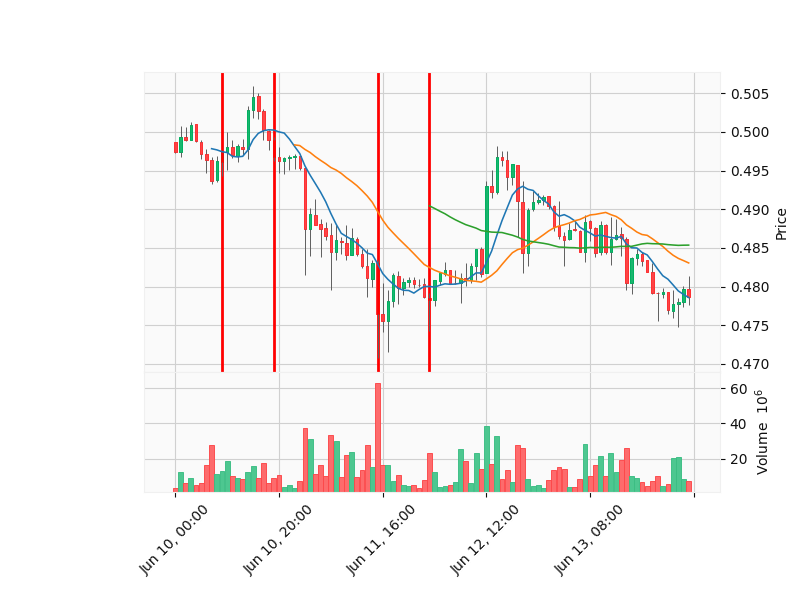 0.505
0.500
0.495
0.490
0.485
0.480
0.475
0.470
Price
60
40
20
Volume 10⁶
Jun 10, 00:00
Jun 10, 20:00
Jun 11, 16:00
Jun 12, 12:00
Jun 13, 08:00